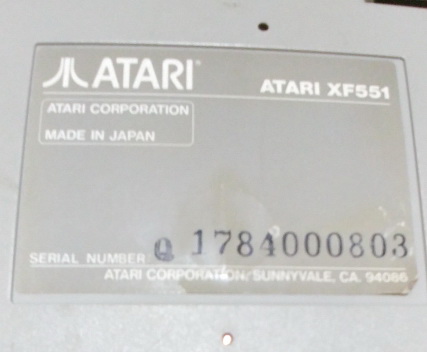 ATARI® ATARI XF551
ATARI CORPORATION
MADE IN JAPAN
SERIAL NUMBER Q 1784000803
ATARI CORPORATION, SUNNYVALE, CA. 94086